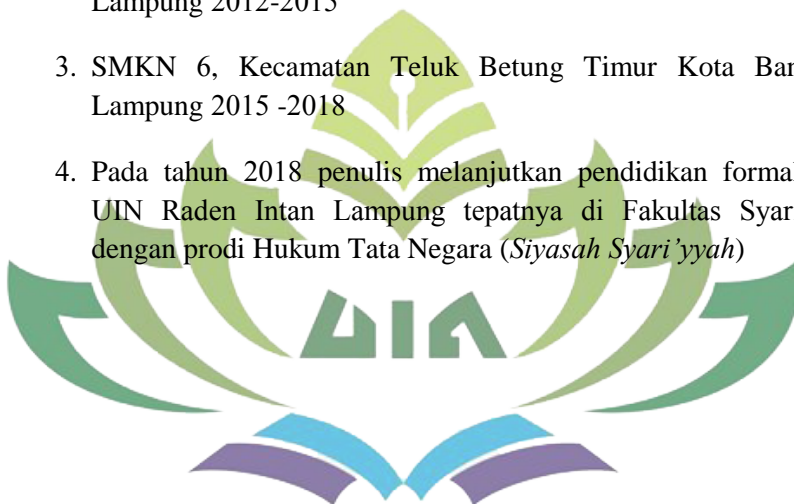 Lampung 2012-2015
3. SMKN 6, Kecamatan Teluk Betung Timur Kota Ban
Lampung 2015 -2018
4. Pada tahun 2018 penulis melanjutkan pendidikan formal
UIN Raden Intan Lampung tepatnya di Fakultas Syar
dengan prodi Hukum Tata Negara (Siyasah Syari’yyah)
UIN